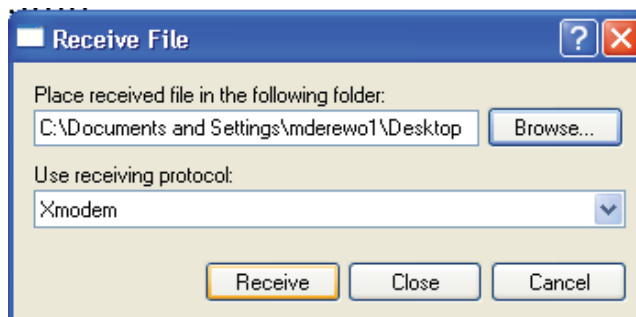 Receive File
Place received file in the following folder:
C:\Documents and Settings\mderewo1\Desktop
Browse...
Use receiving protocol:
Xmodem
Receive Close Cancel